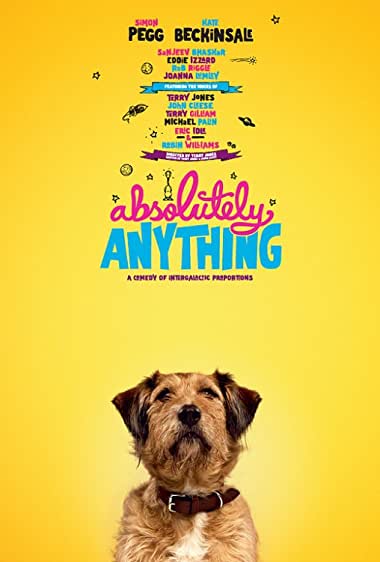 SIMON KATE
PEGG BECKINSALE
SANJEEV BHASKAR
EDDIE IZZARD
ROB RIGGLE
JOANNA LUMLEY
FEATURING THE VOICES OF
TERRY JONES
JOHN CLEESE
TERRY GILLIAM
MICHAEL PALIN
ERIC IDLE
&
ROBIN WILLIAMS
DIRECTED BY TERRY JONES
absolutely
ANYTHING
A COMEDY OF INTERGALACTIC PROPORTIONS